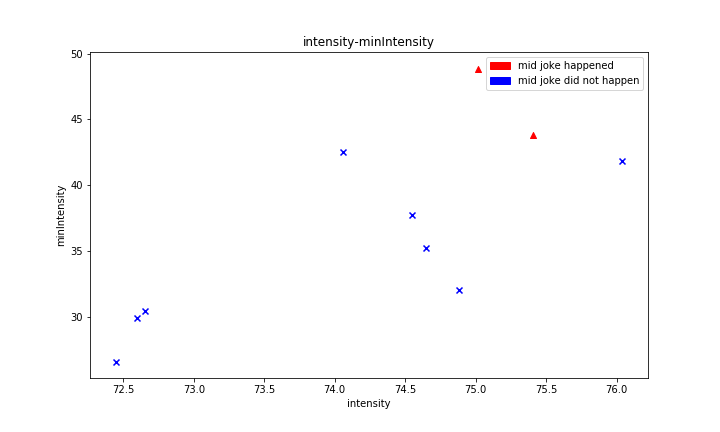 intensity-minIntensity
50
45
40
35
30
minIntensity
mid joke happened
mid joke did not happen
72.5
73.0
73.5
74.0
74.5
75.0
75.5
76.0
intensity